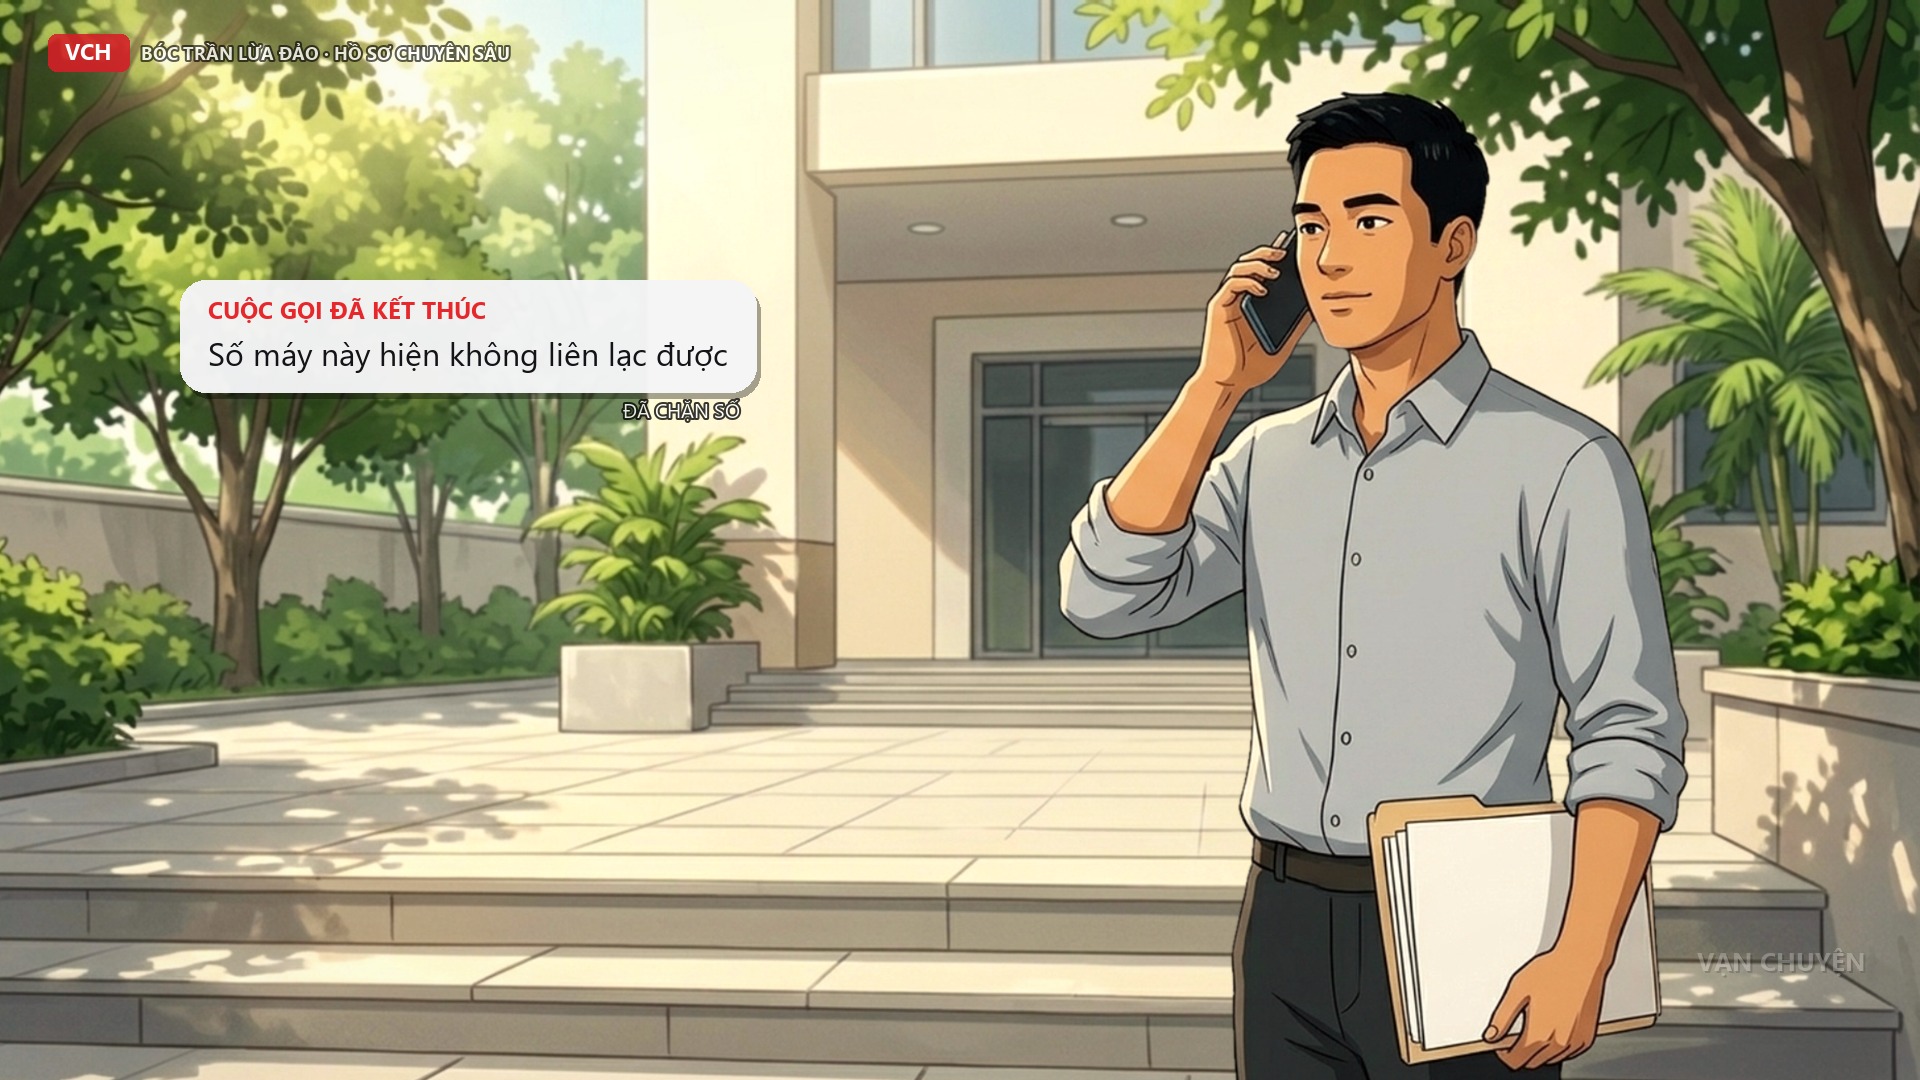 VCH BÓC TRẦN LỪA ĐẢO · HỒ SƠ CHUYÊN SÂU
CUỘC GỌI ĐÃ KẾT THÚC
Số máy này hiện không liên lạc được
ĐÃ CHẶN SỐ
VẠN CHUYỆN